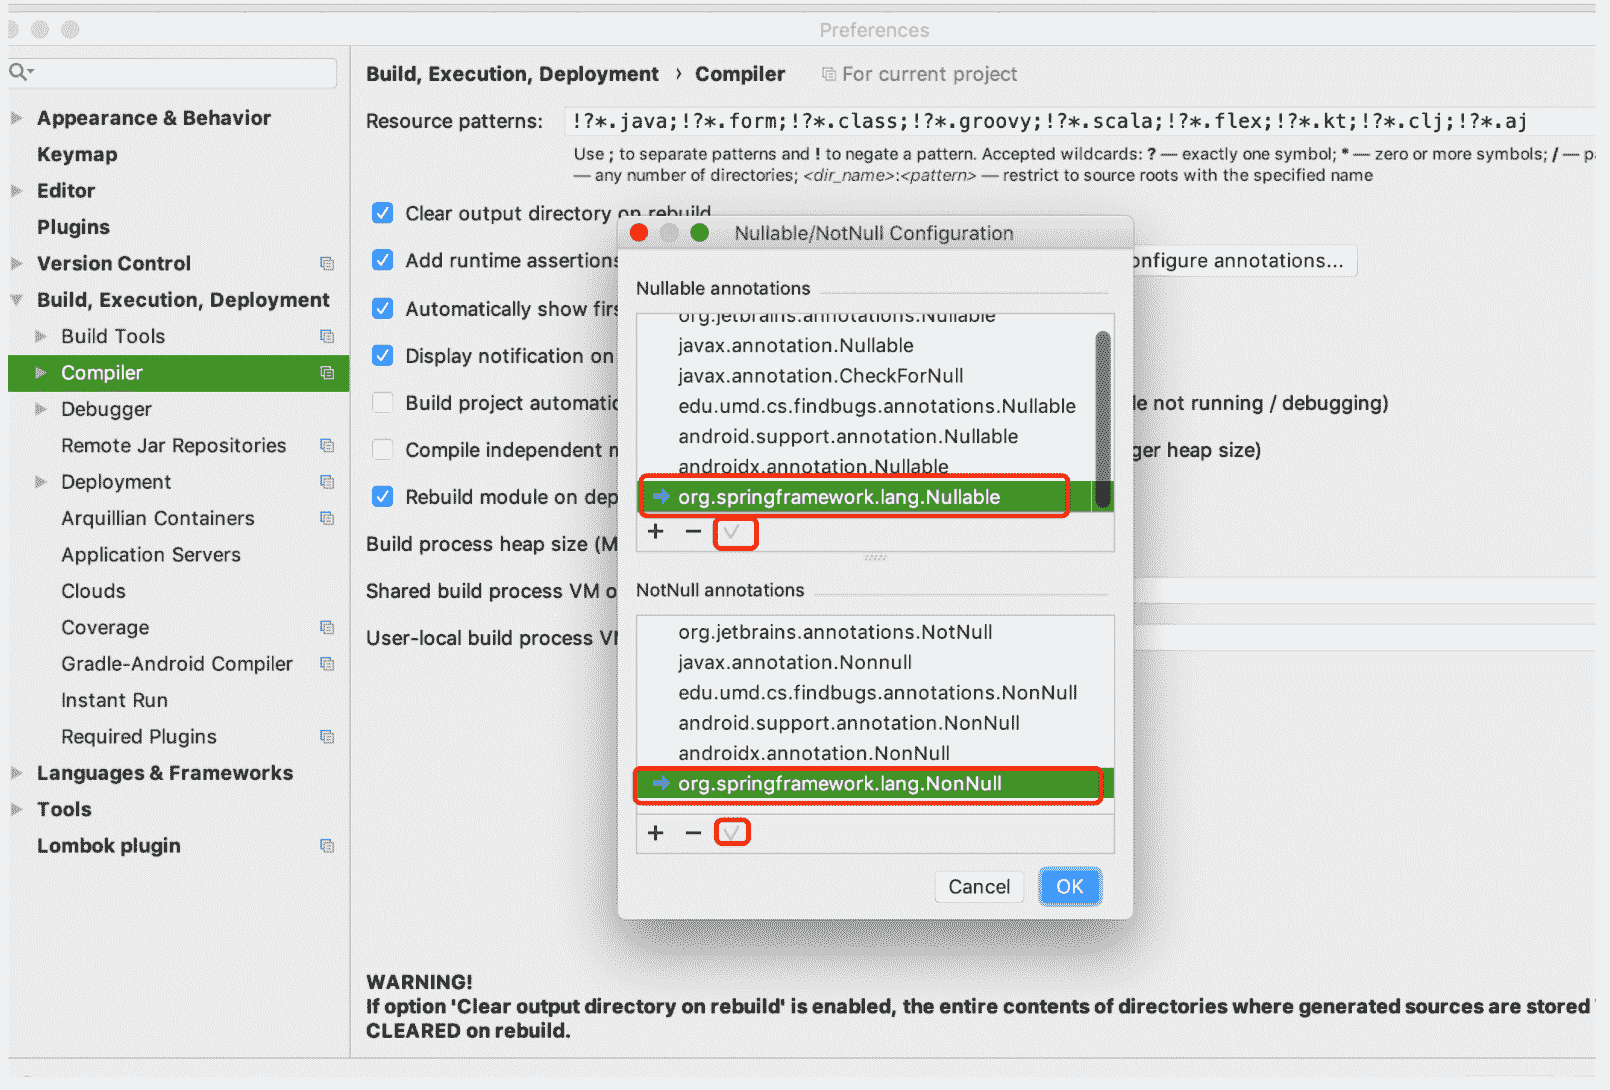 Preferences
Appearance & Behavior
Keymap
Editor
Plugins
Version Control
Build, Execution, Deployment
Build Tools
Compiler
Debugger
Remote Jar Repositories
Deployment
Arquillian Containers
Application Servers
Clouds
Coverage
Gradle-Android Compiler
Instant Run
Required Plugins
Languages & Frameworks
Tools
Lombok plugin
Build, Execution, Deployment › Compiler For current project
Resource patterns: !?*.java;!?*.form;!?*.class;!?*.groovy;!?*.scala;!?*.flex;!?*.kt;!?*.clj;!?*.aj
Use ; to separate patterns and ! to negate a pattern. Accepted wildcards: ? — exactly one symbol; * — zero or more symbols; / —
— any number of directories; <dir_name>:<pattern> — restrict to source roots with the specified name
Clear output directory on rebuild
Add runtime assertions onfigure annotations...
Automatically show
Display notification on
Build project not running / debugging)
Compile independent heap size)
Rebuild module on
Build process heap size
Shared build process VM
User-local build process
Nullable/NotNull Configuration
Nullable annotations
org.jetbrains.annotations.Nullable
javax.annotation.Nullable
javax.annotation.CheckForNull
edu.umd.cs.findbugs.annotations.Nullable
android.support.annotation.Nullable
androidx.annotation.Nullable
org.springframework.lang.Nullable
NotNull annotations
org.jetbrains.annotations.NotNull
javax.annotation.Nonnull
edu.umd.cs.findbugs.annotations.NonNull
android.support.annotation.NonNull
androidx.annotation.NonNull
org.springframework.lang.NonNull
Cancel OK
WARNING!
If option 'Clear output directory on rebuild' is enabled, the entire contents of directories where generated sources are stored
CLEARED on rebuild.